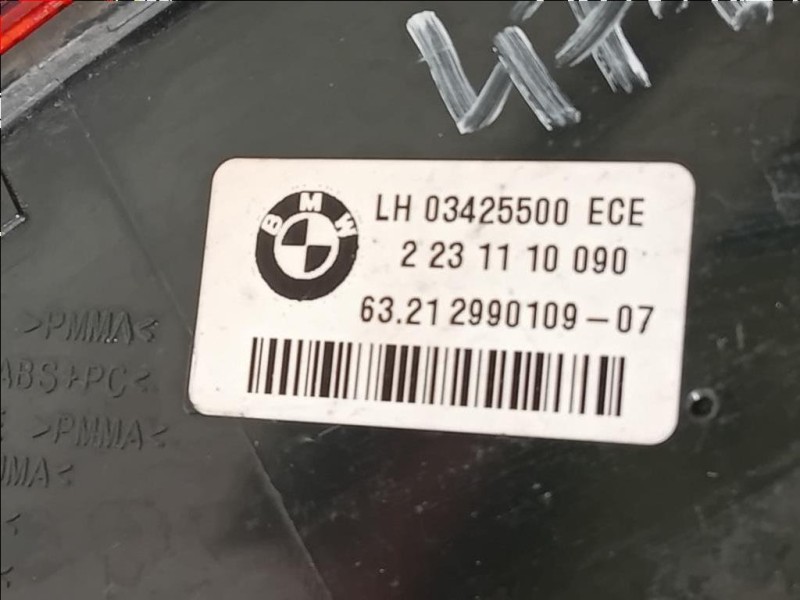 BMW
LH 03425500 ECE
2 23 11 10 090
63.21 2990109-07
>PMMA<
ABS+PC<
>PMMA<